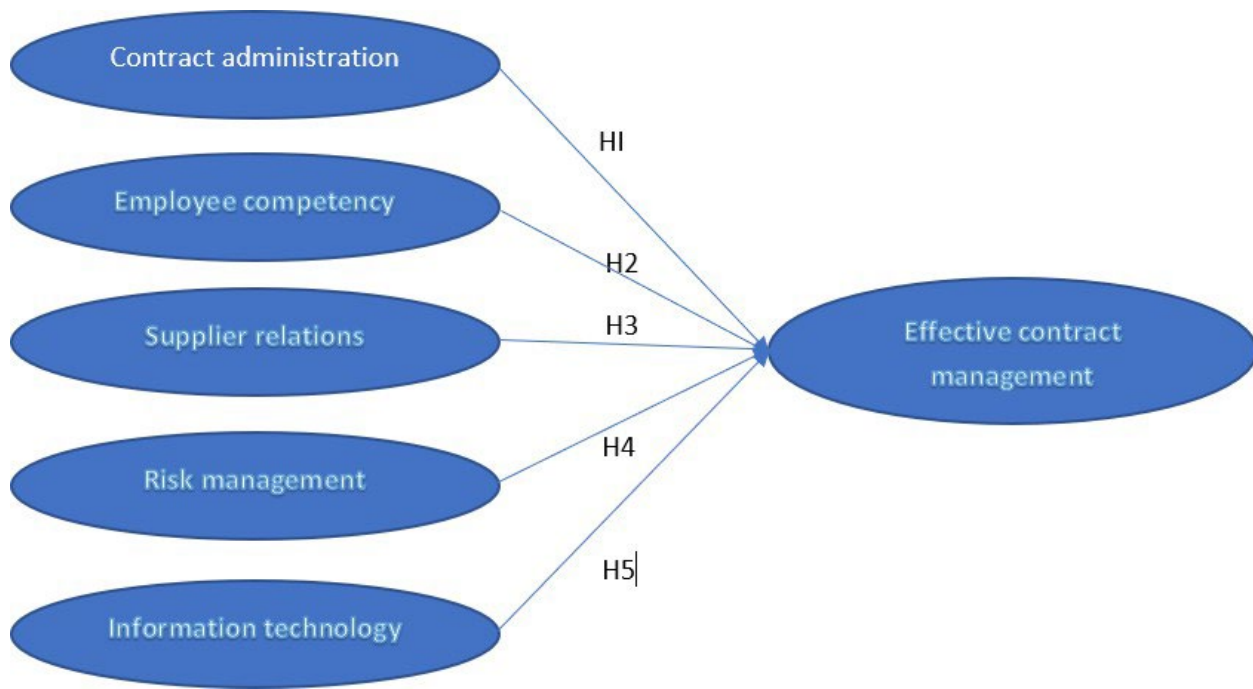 Contract administration
HI
Employee competency
H2
Supplier relations
H3
Effective contract
management
Risk management
H4
Information technology
H5